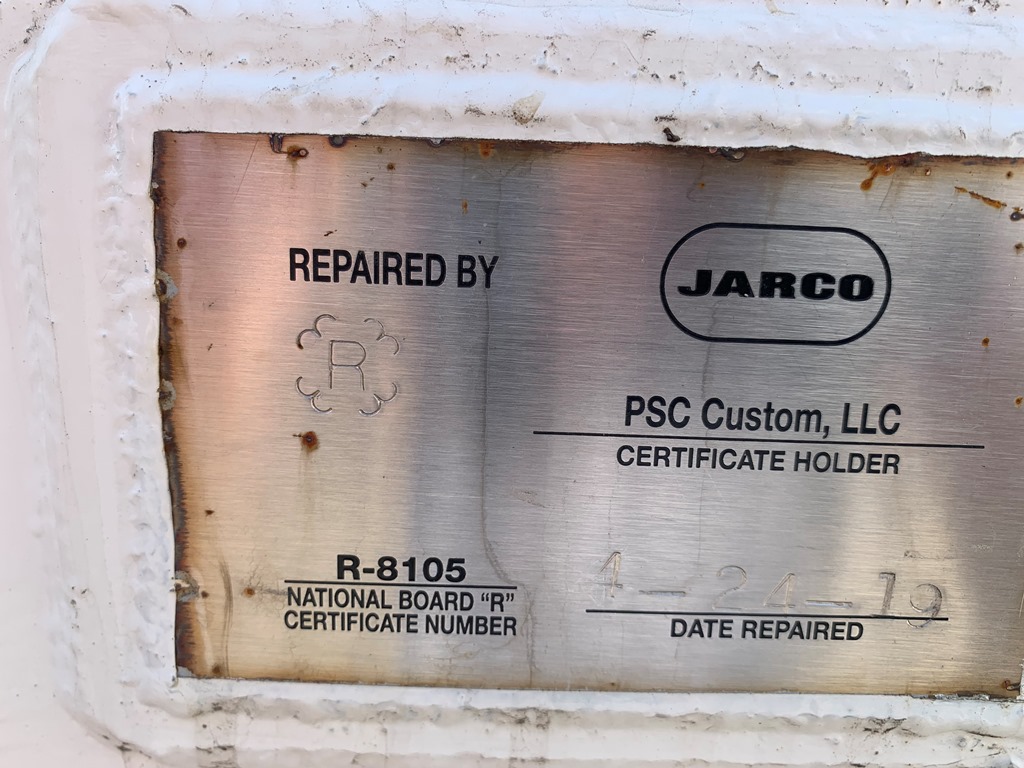 REPAIRED BY
R
JARCO
PSC Custom, LLC
CERTIFICATE HOLDER
R-8105
NATIONAL BOARD “R”
CERTIFICATE NUMBER
4-24-19
DATE REPAIRED